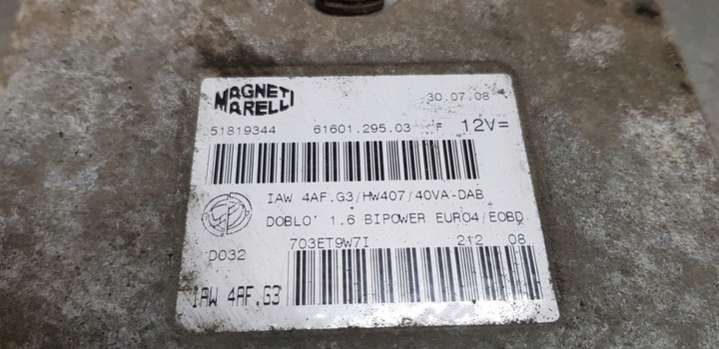 MAGNETI MARELLI
30.07.08
51819344 61601.295.03 F 12V=
IAW 4AF.G3/HW407/40VA-DAB
DOBLO' 1.6 BIPOWER EURO4/EOBD
D032 703ET9W7I 212 08
IAW 4AF.G3